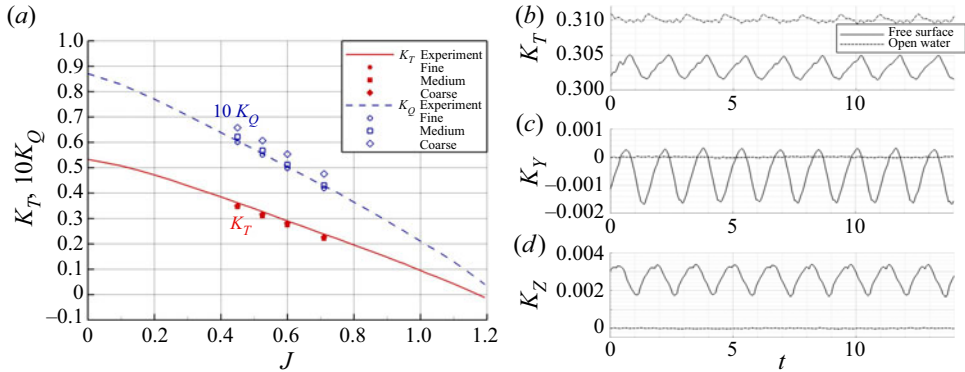 (a)
1.0
0.9
0.8
0.7
0.6
0.5
0.4
0.3
0.2
0.1
0
−0.1
K_T, 10K_Q
0 0.2 0.4 0.6 0.8 1.0 1.2
J
K_T Experiment
Fine
Medium
Coarse
K_Q Experiment
Fine
Medium
Coarse
10 K_Q
K_T
(b)
0.310
0.305
0.300
K_T
Free surface
Open water
0 5 10
(c)
0.001
0
−0.001
−0.002
K_Y
(d)
0.004
0.002
0
K_Z
0 5 10
t